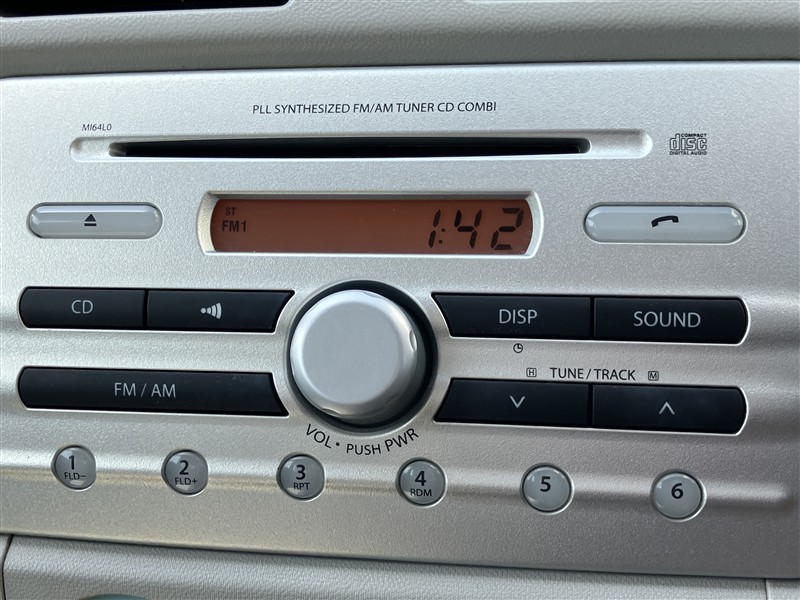 PLL SYNTHESIZED FM/AM TUNER CD COMBI
MI64L0
COMPACT
disc
DIGITAL AUDIO
ST
FM1
1:42
CD
DISP
SOUND
FM / AM
H TUNE / TRACK M
VOL • PUSH PWR
1
FLD−
2
FLD+
3
RPT
4
RDM
5
6